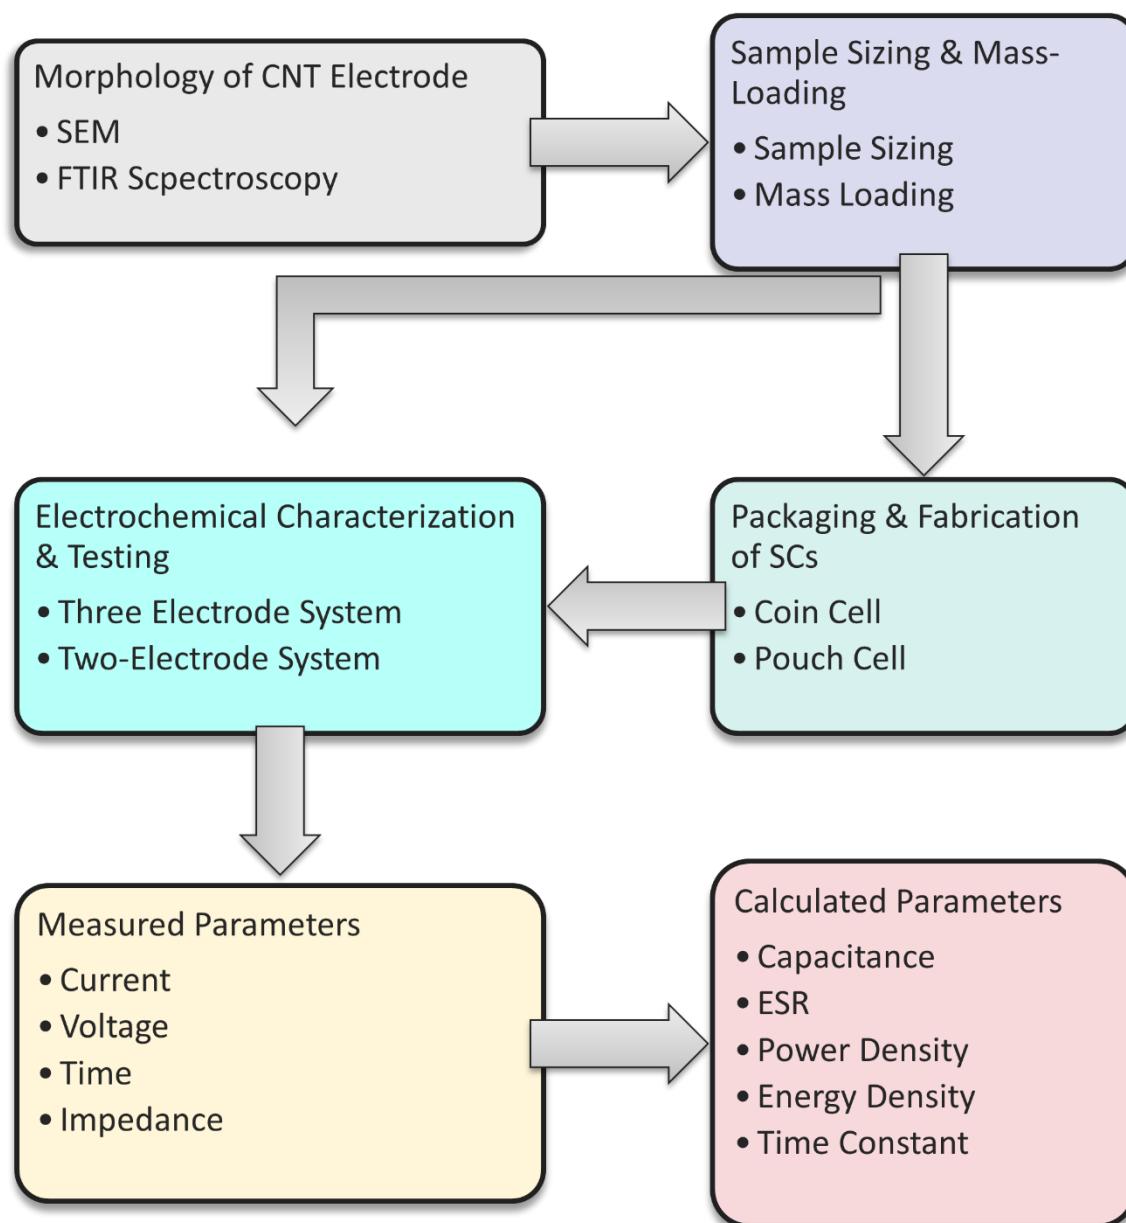 Morphology of CNT Electrode
• SEM
• FTIR Scpectroscopy
Sample Sizing & Mass-
Loading
• Sample Sizing
• Mass Loading
Electrochemical Characterization
& Testing
• Three Electrode System
• Two-Electrode System
Packaging & Fabrication
of SCs
• Coin Cell
• Pouch Cell
Measured Parameters
• Current
• Voltage
• Time
• Impedance
Calculated Parameters
• Capacitance
• ESR
• Power Density
• Energy Density
• Time Constant